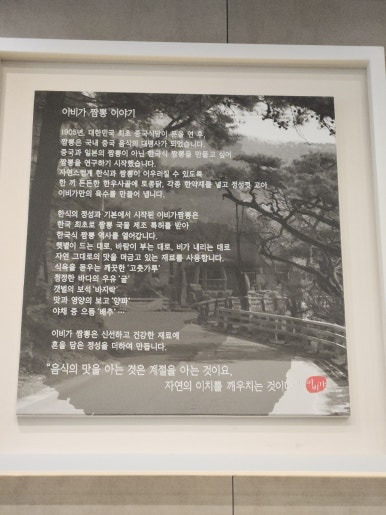 이비가 짬뽕 이야기
1905년, 대한민국 최초 중국식당이 문을 연 후,
짬뽕은 국내 중국 음식의 대명사가 되었습니다.
중국과 일본의 짬뽕이 아닌 한국식 짬뽕을 만들고 싶어
짬뽕을 연구하기 시작했습니다.
자연스럽게 한식과 짬뽕이 어우러질 수 있도록
한 끼 든든한 한우사골에 토종닭, 각종 한약재를 넣고 정성껏 고아
이비가만의 육수를 만들어 냅니다.
한식의 정성과 기본에서 시작된 이비가짬뽕은
한국 최초로 짬뽕 국물 제조 특허를 받아
한국식 짬뽕 역사를 열어갑니다.
햇볕이 드는 대로, 바람이 부는 대로, 비가 내리는 대로
자연 그대로의 맛을 머금고 있는 재료를 사용합니다.
식욕을 돋우는 깨끗한 '고춧가루'
청정한 바다의 우유 '굴'
갯벌의 보석 '바지락'
맛과 영양의 보고 '양파'
야채 중 으뜸 '배추' …
이비가 짬뽕은 신선하고 건강한 재료에
혼을 담은 정성을 더하여 만듭니다.
“음식의 맛을 아는 것은 계절을 아는 것이요,
자연의 이치를 깨우치는 것이다
이비가